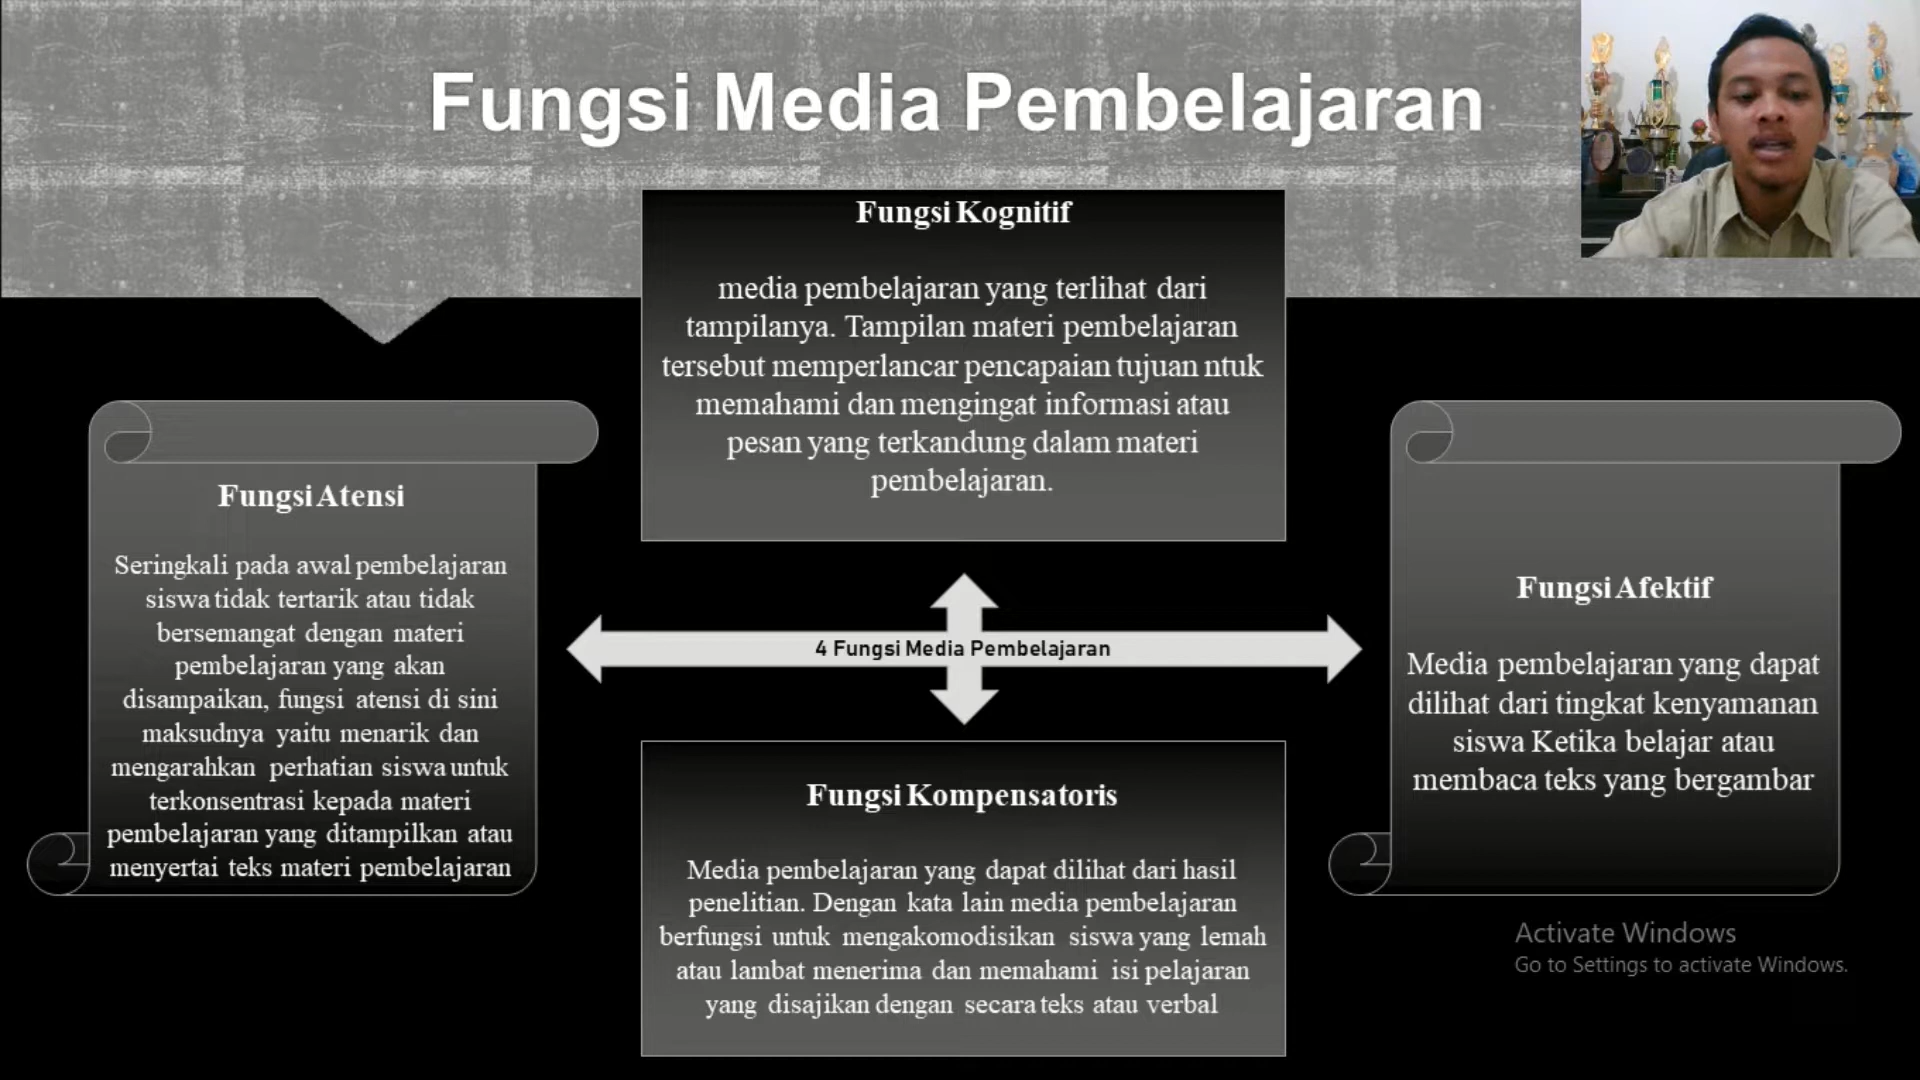 Fungsi Media Pembelajaran
Fungsi Kognitif
media pembelajaran yang terlihat dari
tampilanya. Tampilan materi pembelajaran
tersebut memperlancar pencapaian tujuan ntuk
memahami dan mengingat informasi atau
pesan yang terkandung dalam materi
pembelajaran.
Fungsi Atensi
Seringkali pada awal pembelajaran
siswa tidak tertarik atau tidak
bersemangat dengan materi
pembelajaran yang akan
disampaikan, fungsi atensi di sini
maksudnya yaitu menarik dan
mengarahkan perhatian siswa untuk
terkonsentrasi kepada materi
pembelajaran yang ditampilkan atau
menyertai teks materi pembelajaran
4 Fungsi Media Pembelajaran
Fungsi Afektif
Media pembelajaran yang dapat
dilihat dari tingkat kenyamanan
siswa Ketika belajar atau
membaca teks yang bergambar
Fungsi Kompensatoris
Media pembelajaran yang dapat dilihat dari hasil
penelitian. Dengan kata lain media pembelajaran
berfungsi untuk mengakomodisikan siswa yang lemah
atau lambat menerima dan memahami isi pelajaran
yang disajikan dengan secara teks atau verbal
Activate Windows
Go to Settings to activate Windows.